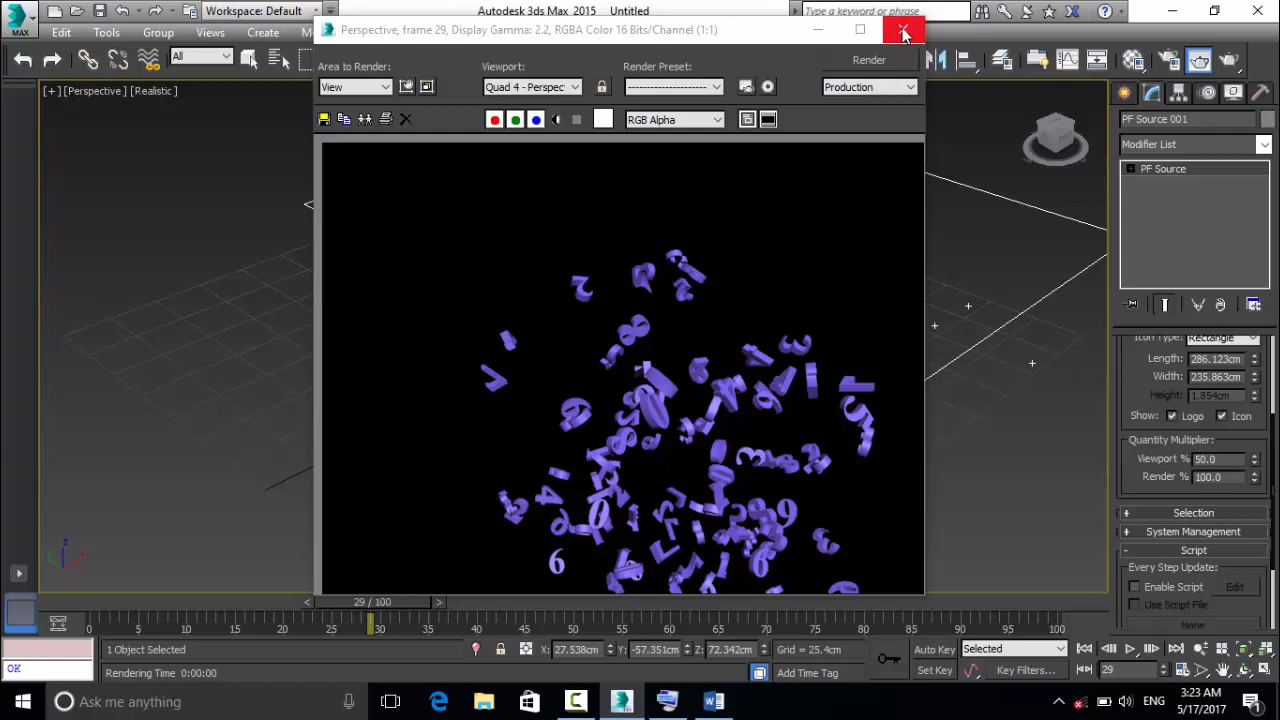 Workspace: Default
Autodesk 3ds Max 2015    Untitled
Type a keyword or phrase
MAX
Edit Tools Group Views Create
Perspective, frame 29, Display Gamma: 2.2, RGBA Color 16 Bits/Channel (1:1)
All
Area to Render:
Viewport:
Render Preset:
Render
View
Quad 4 - Perspec
Production
RGB Alpha
[+] [Perspective] [Realistic]
PF Source 001
Modifier List
PF Source
Icon Type: Rectangle
Length: 286.123cm
Width: 235.863cm
Height: 1.854cm
Show: Logo Icon
Quantity Multiplier:
Viewport % 50.0
Render % 100.0
Selection
System Management
Script
Every Step Update:
Enable Script Edit
Use Script File
None
29 / 100
0 5 10 15 20 25 30 35 40 45 50 55 60 65 70 75 80 85 90 95 100
1 Object Selected
X: 27.538cm Y: -57.351cm Z: 72.342cm Grid = 25.4cm
Auto Key Selected
OK
Rendering Time 0:00:00
Add Time Tag
Set Key Key Filters...
29
Ask me anything
ENG
3:23 AM
5/17/2017